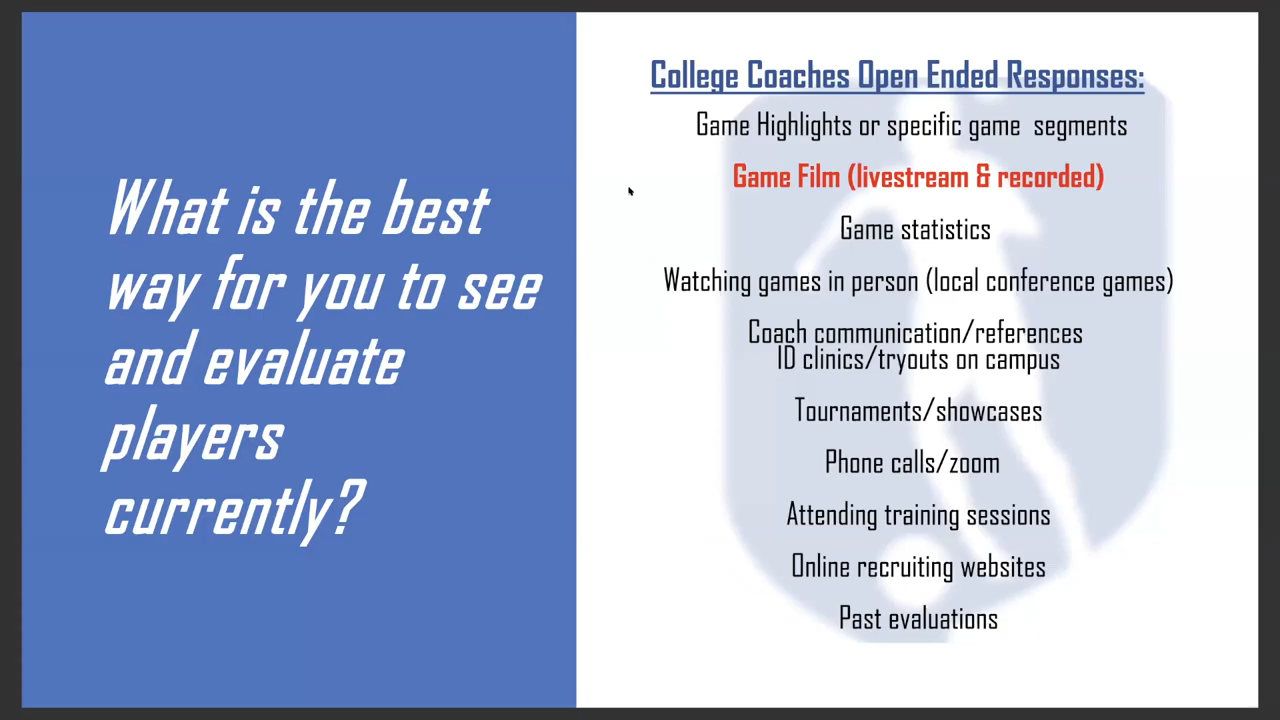 What is the best
way for you to see
and evaluate
players
currently?
College Coaches Open Ended Responses:
Game Highlights or specific game segments
Game Film (livestream & recorded)
Game statistics
Watching games in person (local conference games)
Coach communication/references
ID clinics/tryouts on campus
Tournaments/showcases
Phone calls/zoom
Attending training sessions
Online recruiting websites
Past evaluations